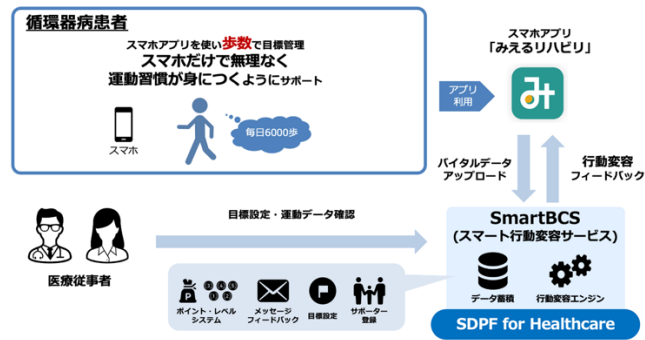 循環器病患者
スマホアプリを使い歩数で目標管理
スマホだけで無理なく
運動習慣が身につくようにサポート
スマホ
毎日6000歩
アプリ
利用
スマホアプリ
「みえるリハビリ」
み
バイタルデータ
アップロード
行動変容
フィードバック
医療従事者
目標設定・運動データ確認
SmartBCS
(スマート行動変容サービス)
データ蓄積
行動変容エンジン
SDPF for Healthcare
P
ポイント・レベル
システム
メッセージ
フィードバック
目標設定
サポーター
登録